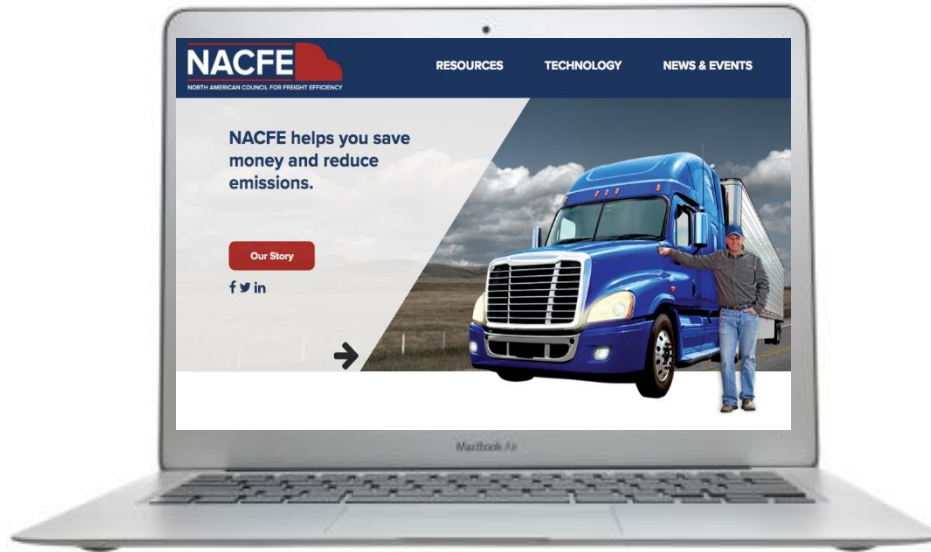 NACFE
NORTH AMERICAN COUNCIL FOR FREIGHT EFFICIENCY
RESOURCES TECHNOLOGY NEWS & EVENTS
NACFE helps you save
money and reduce
emissions.
Our Story
f in
MacBook Air